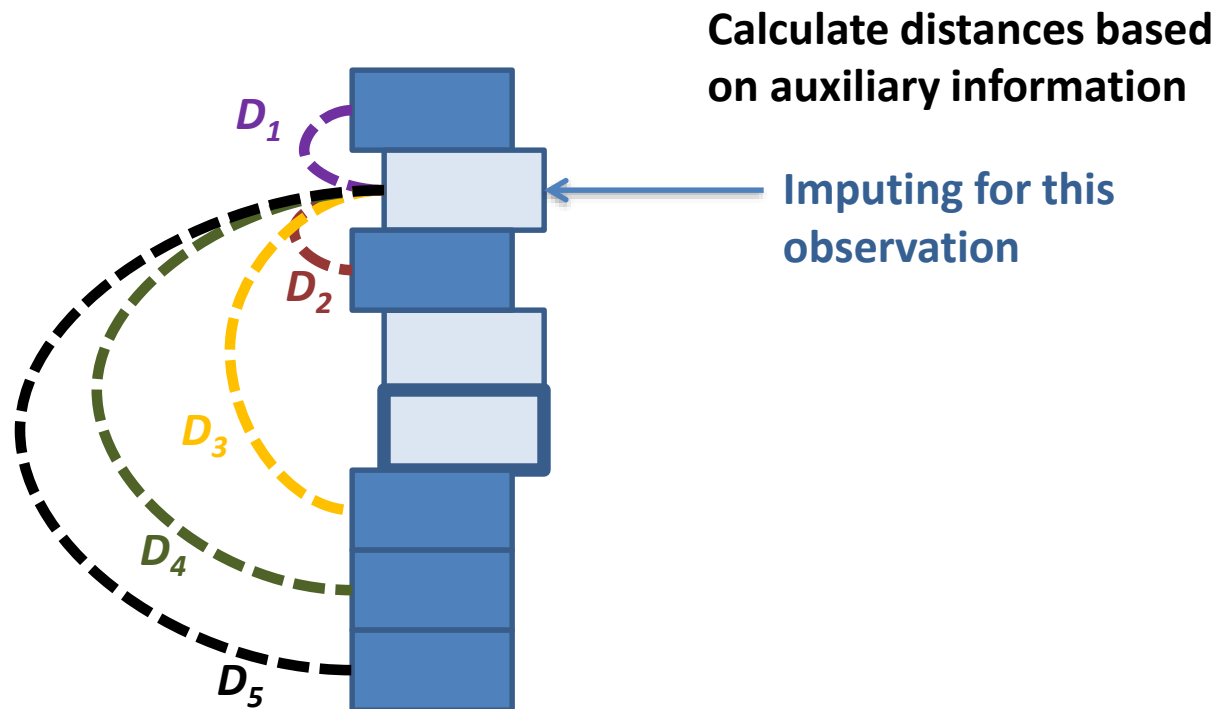 Calculate distances based
on auxiliary information
D1
Imputing for this
observation
D2
D3
D4
D5